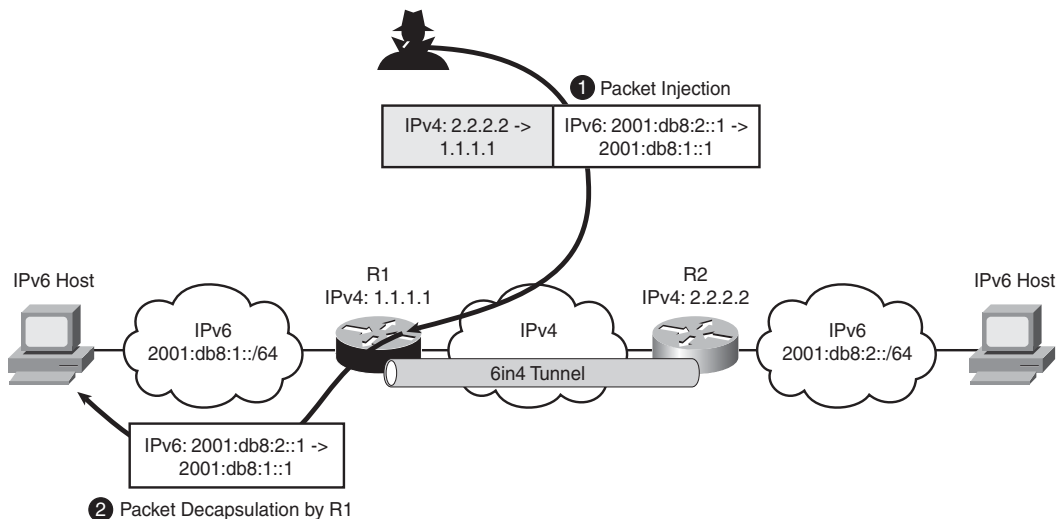 1 Packet Injection
IPv4: 2.2.2.2 ->
1.1.1.1
IPv6: 2001:db8:2::1 ->
2001:db8:1::1
IPv6 Host
R1
IPv4: 1.1.1.1
R2
IPv4: 2.2.2.2
IPv6 Host
IPv6
2001:db8:1::/64
IPv4
IPv6
2001:db8:2::/64
6in4 Tunnel
IPv6: 2001:db8:2::1 ->
2001:db8:1::1
2 Packet Decapsulation by R1